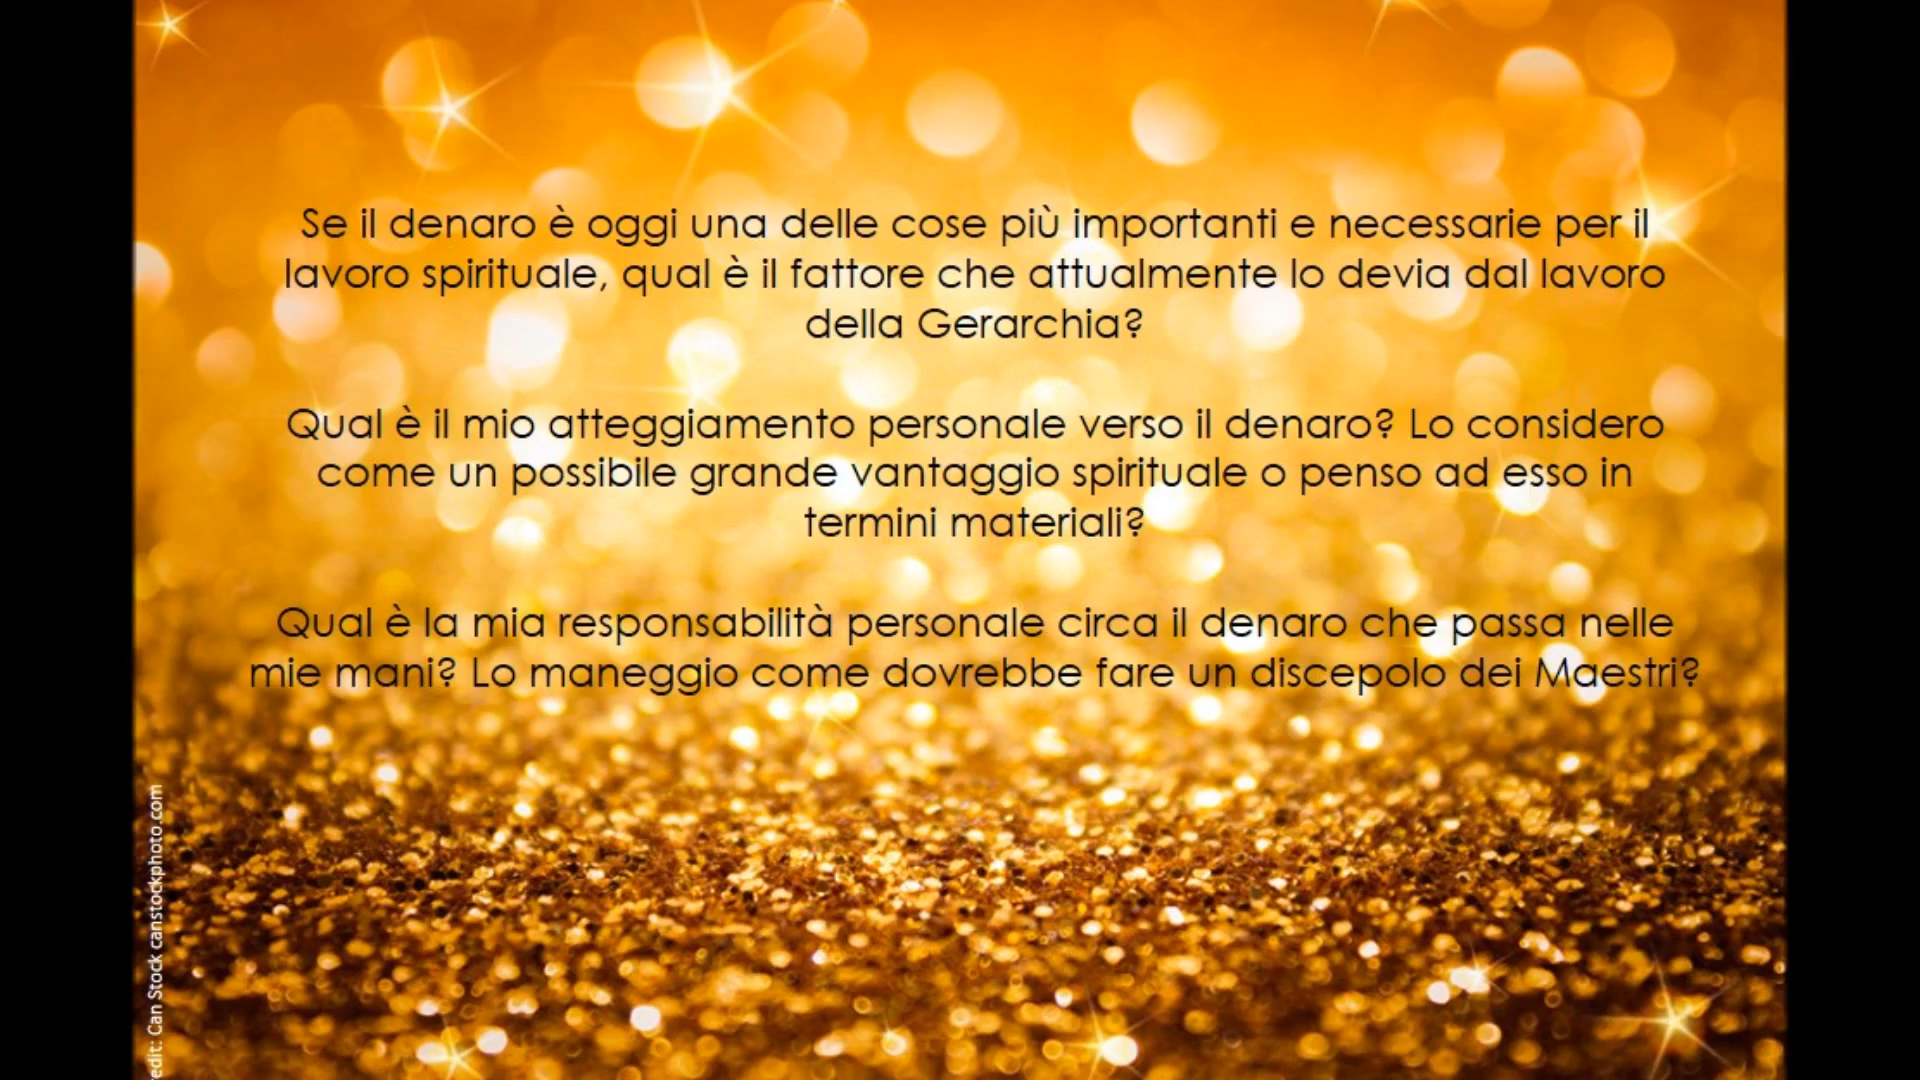 Se il denaro è oggi una delle cose più importanti e necessarie per il
lavoro spirituale, qual è il fattore che attualmente lo devia dal lavoro
della Gerarchia?
Qual è il mio atteggiamento personale verso il denaro? Lo considero
come un possibile grande vantaggio spirituale o penso ad esso in
termini materiali?
Qual è la mia responsabilità personale circa il denaro che passa nelle
mie mani? Lo maneggio come dovrebbe fare un discepolo dei Maestri?
edit: Can Stock canstockphoto.com